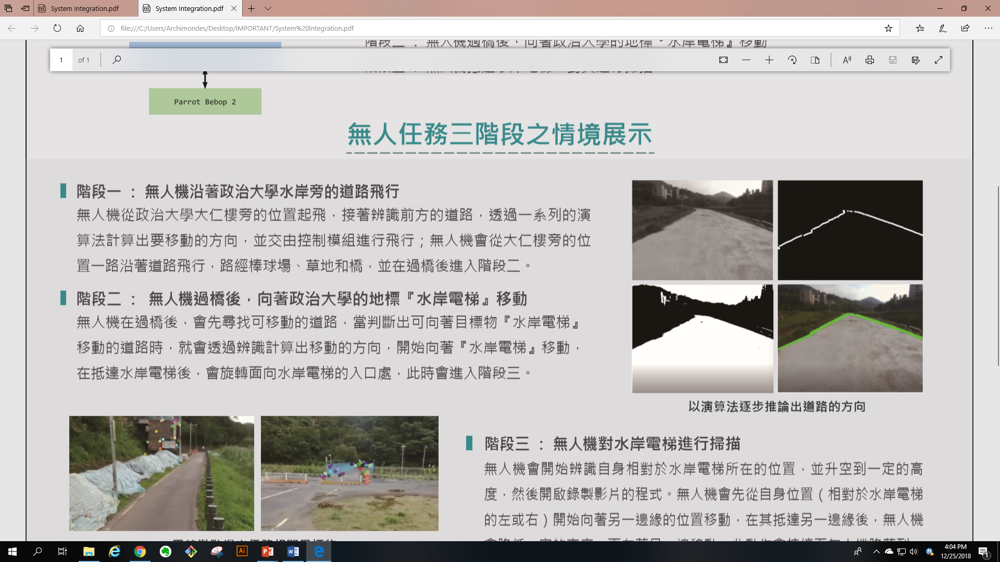 System Integration.pdf
System Integration.pdf
file:///C:/Users/Archimondes/Desktop/IMPORTANT/System%20Integration.pdf
階段二 ： 無人機過橋後，向著政治大學的地標『水岸電梯』移動
1 of 1
Parrot Bebop 2
無人任務三階段之情境展示
階段一 ： 無人機沿著政治大學水岸旁的道路飛行
無人機從政治大學大仁樓旁的位置起飛，接著辨識前方的道路，透過一系列的演
算法計算出要移動的方向，並交由控制模組進行飛行；無人機會從大仁樓旁的位
置一路沿著道路飛行，路經棒球場、草地和橋，並在過橋後進入階段二。
階段二 ： 無人機過橋後，向著政治大學的地標『水岸電梯』移動
無人機在過橋後，會先尋找可移動的道路，當判斷出可向著目標物『水岸電梯』
移動的道路時，就會透過辨識計算出移動的方向，開始向著『水岸電梯』移動，
在抵達水岸電梯後，會旋轉面向水岸電梯的入口處，此時會進入階段三。
以演算法逐步推論出道路的方向
階段三 ： 無人機對水岸電梯進行掃描
無人機會開始辨識自身相對於水岸電梯所在的位置，並升空到一定的高
度，然後開啟錄製影片的程式。無人機會先從自身位置（相對於水岸電梯
的左或右）開始向著另一邊緣的位置移動，在其抵達另一邊緣後，無人機
4:04 PM
12/25/2018
1